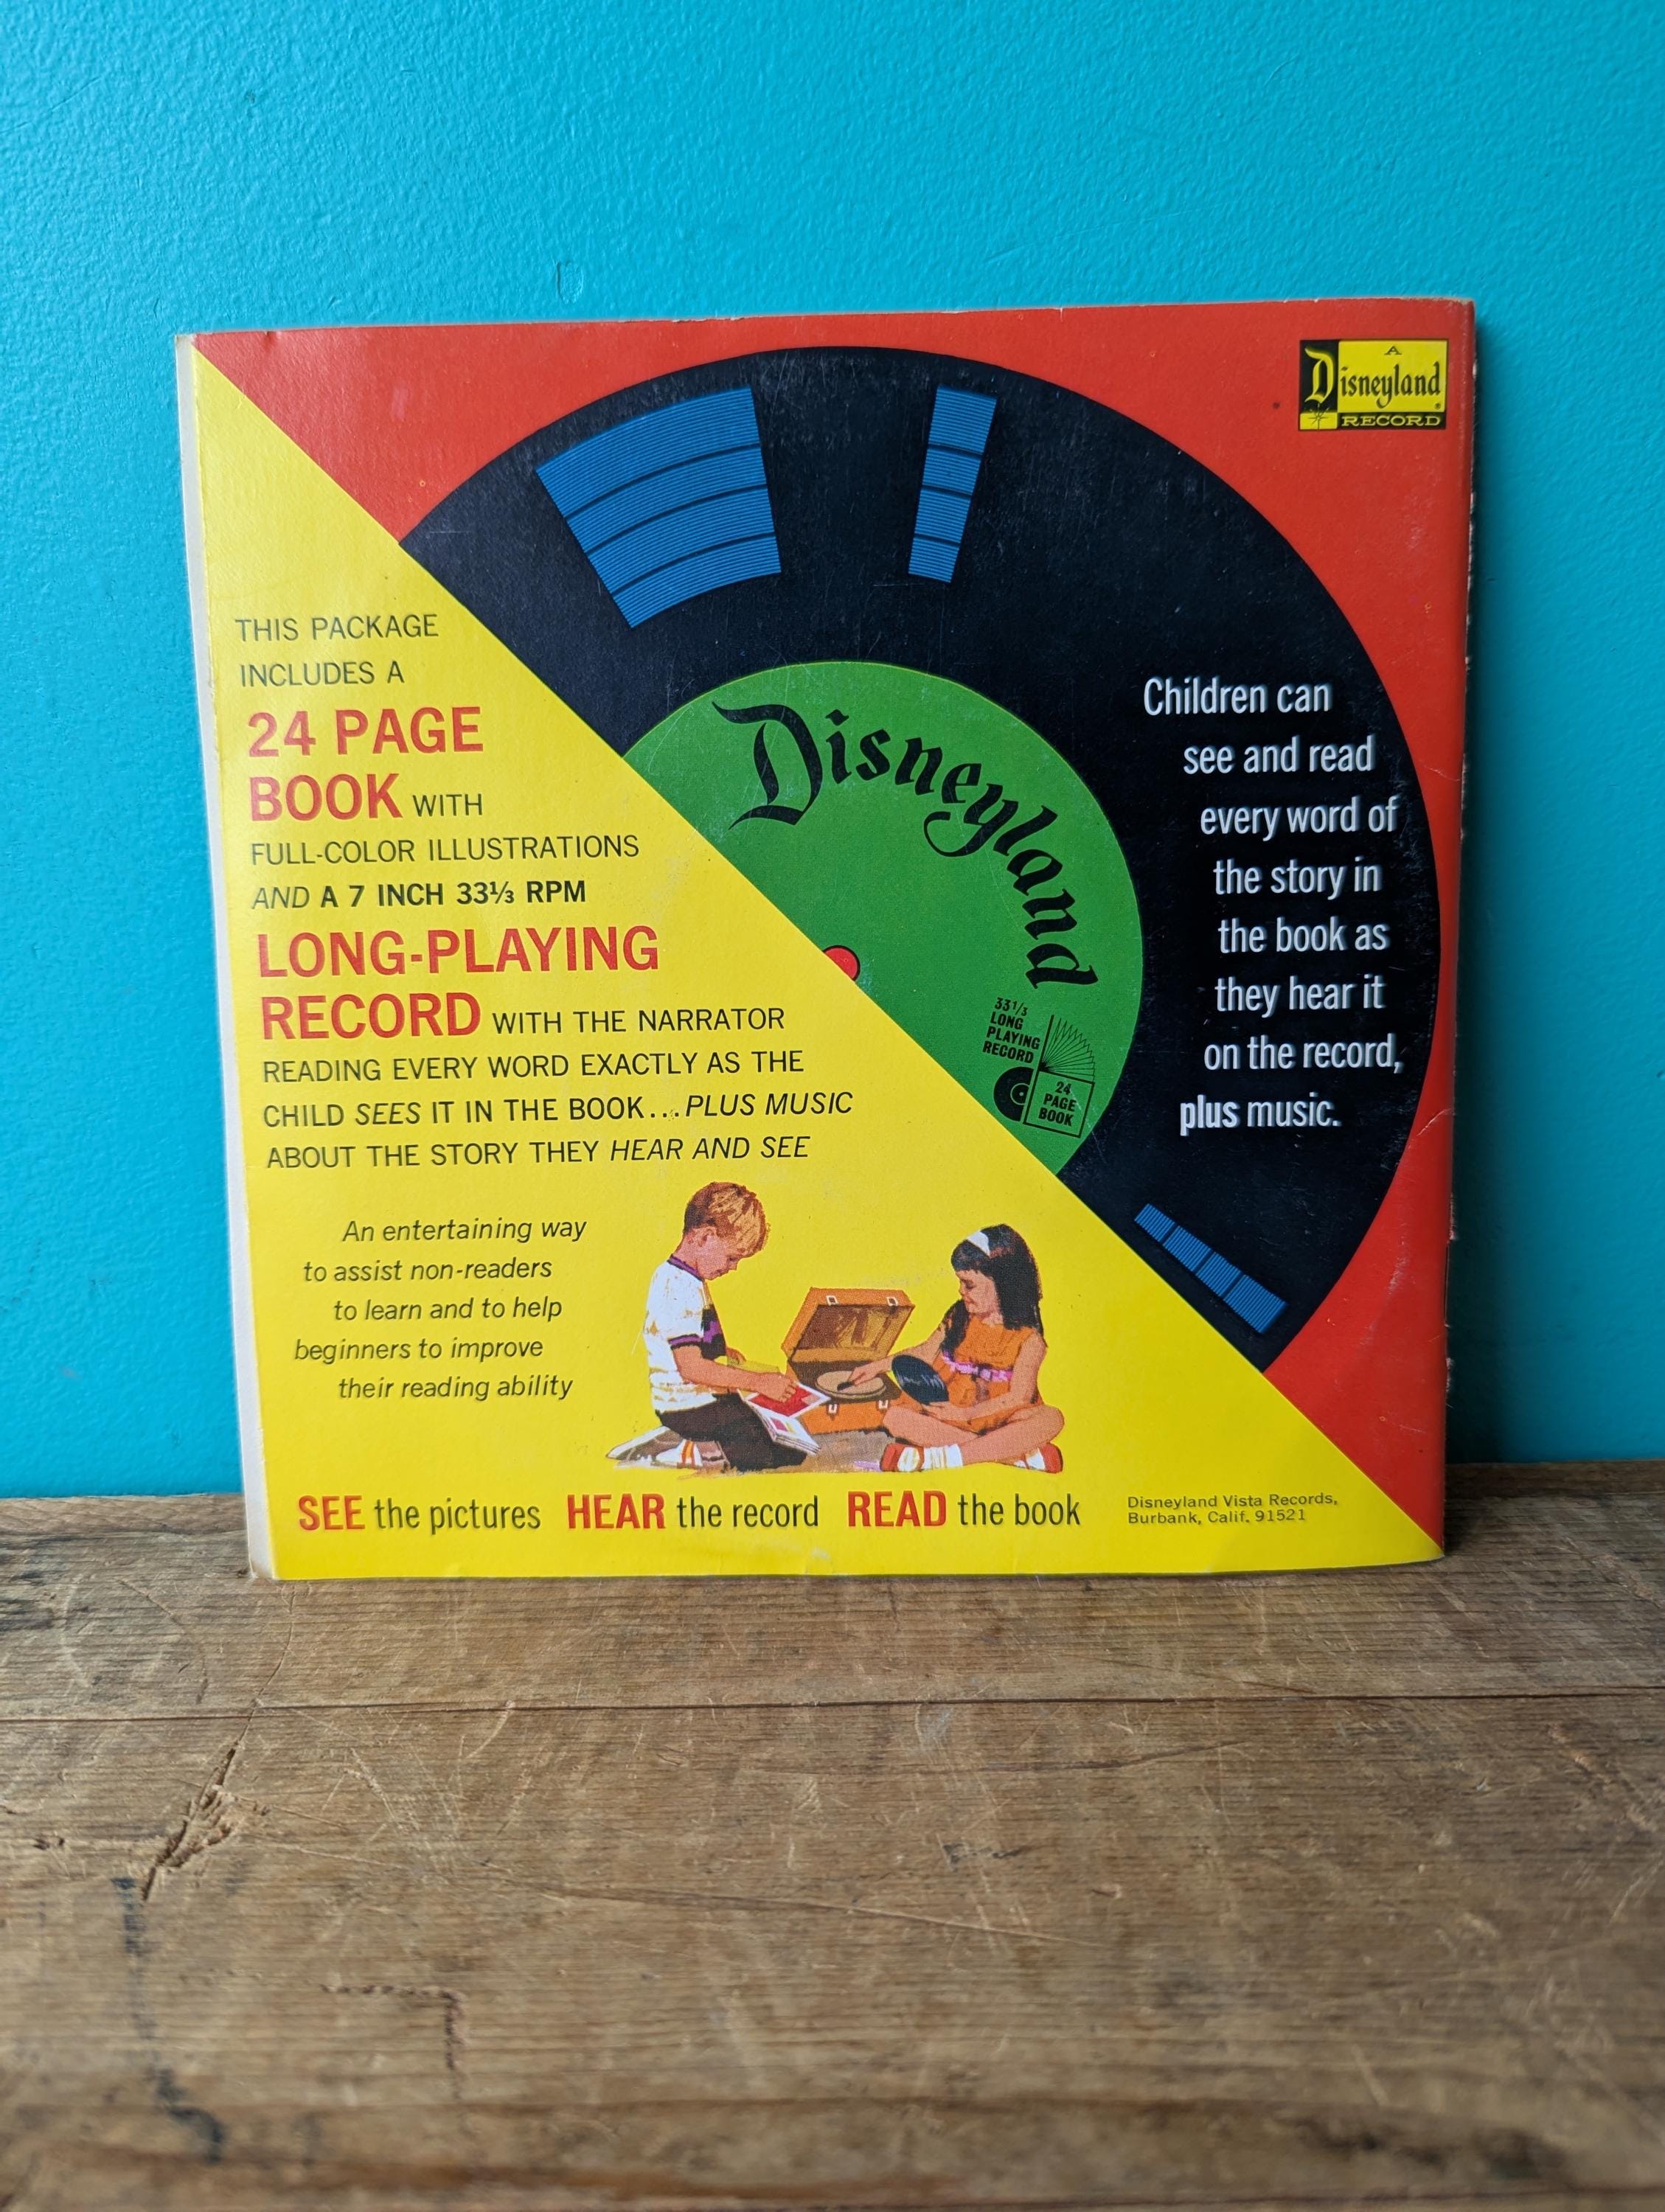 A
Disneyland
RECORD
THIS PACKAGE
INCLUDES A
24 PAGE
BOOK WITH
FULL-COLOR ILLUSTRATIONS
AND A 7 INCH 33⅓ RPM
LONG-PLAYING
RECORD WITH THE NARRATOR
READING EVERY WORD EXACTLY AS THE
CHILD SEES IT IN THE BOOK...PLUS MUSIC
ABOUT THE STORY THEY HEAR AND SEE
An entertaining way
to assist non-readers
to learn and to help
beginners to improve
their reading ability
Disneyland
33⅓
LONG
PLAYING
RECORD
24
PAGE
BOOK
Children can
see and read
every word of
the story in
the book as
they hear it
on the record,
plus music.
SEE the pictures HEAR the record READ the book
Disneyland Vista Records,
Burbank, Calif. 91521